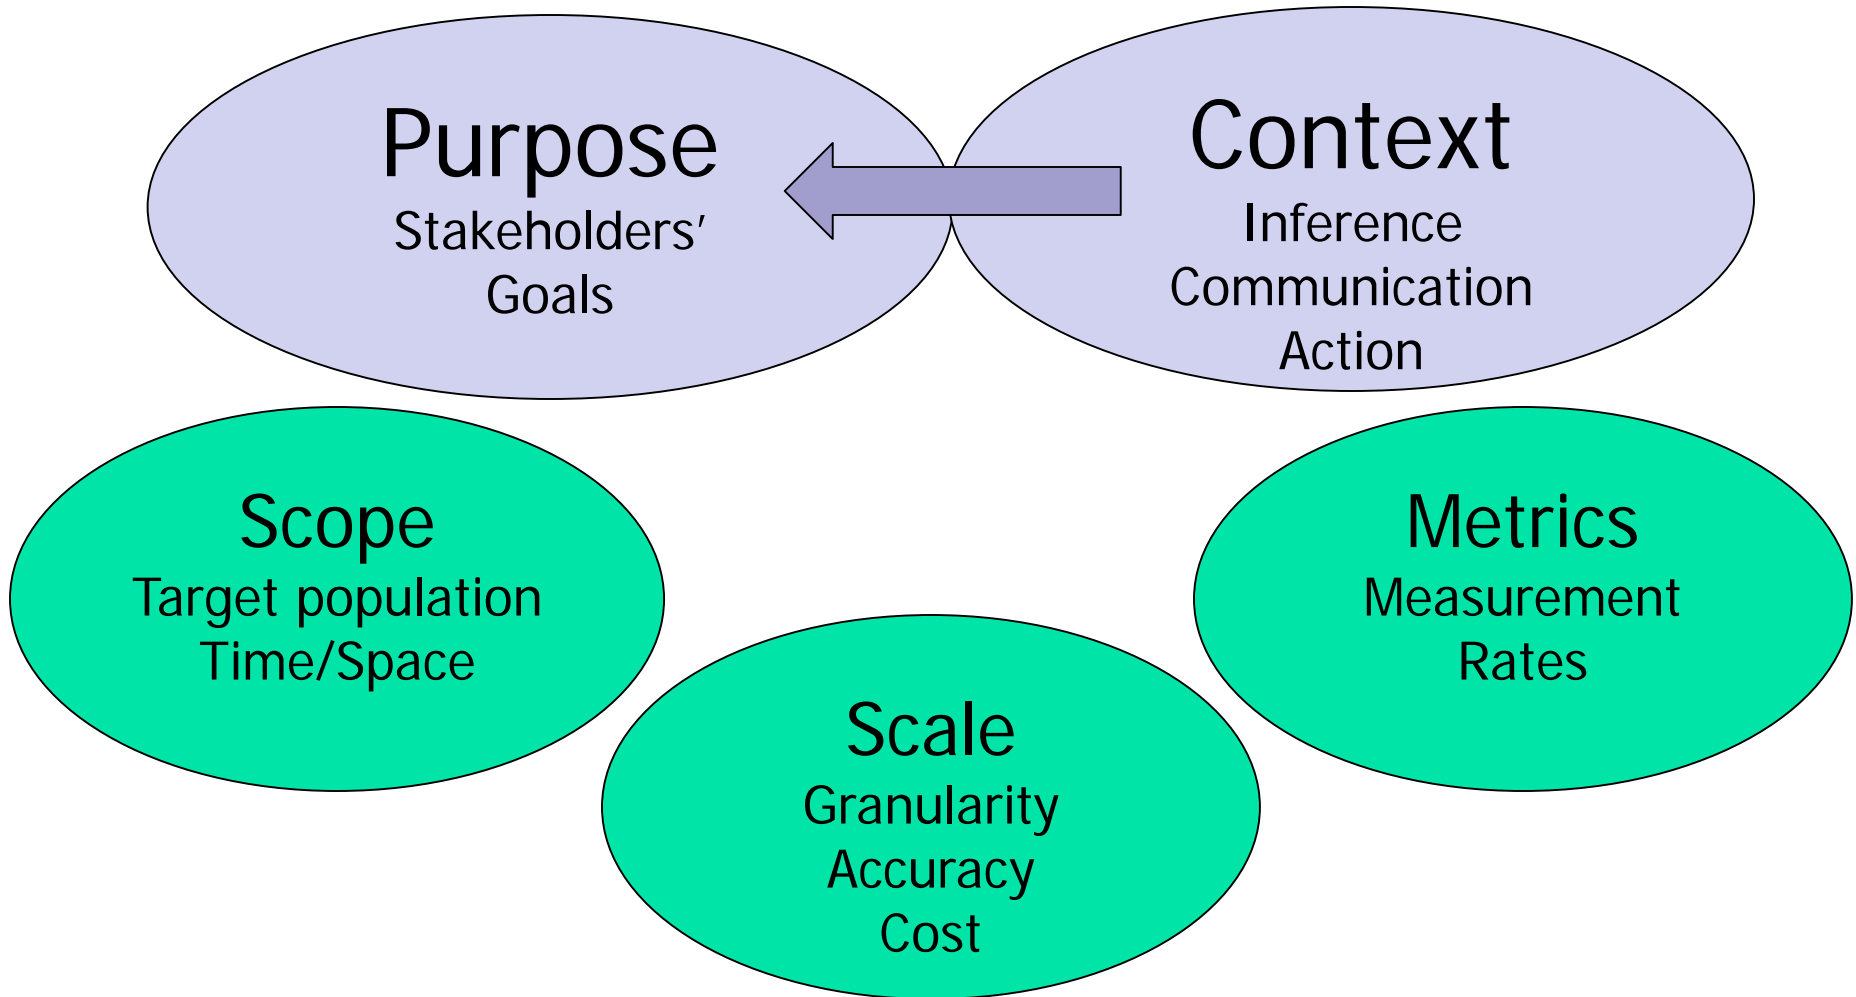 Purpose
Stakeholders’
Goals
Context
Inference
Communication
Action
Scope
Target population
Time/Space
Metrics
Measurement
Rates
Scale
Granularity
Accuracy
Cost